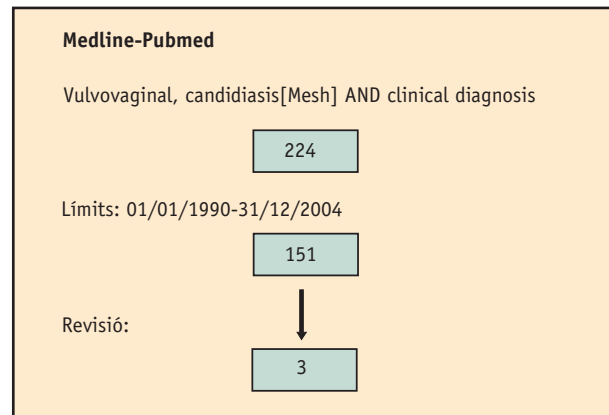 Medline-Pubmed
Vulvovaginal, candidiasis[Mesh] AND clinical diagnosis
224
Límits: 01/01/1990-31/12/2004
151
Revisió:
3